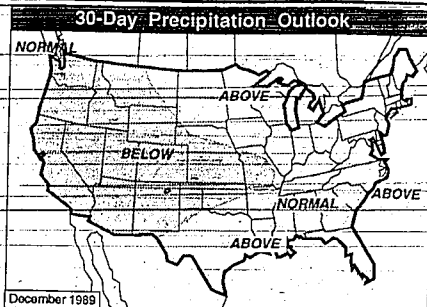 30-Day Precipitation Outlook
NORMAL
ABOVE
BELOW
NORMAL
ABOVE
ABOVE
December 1989